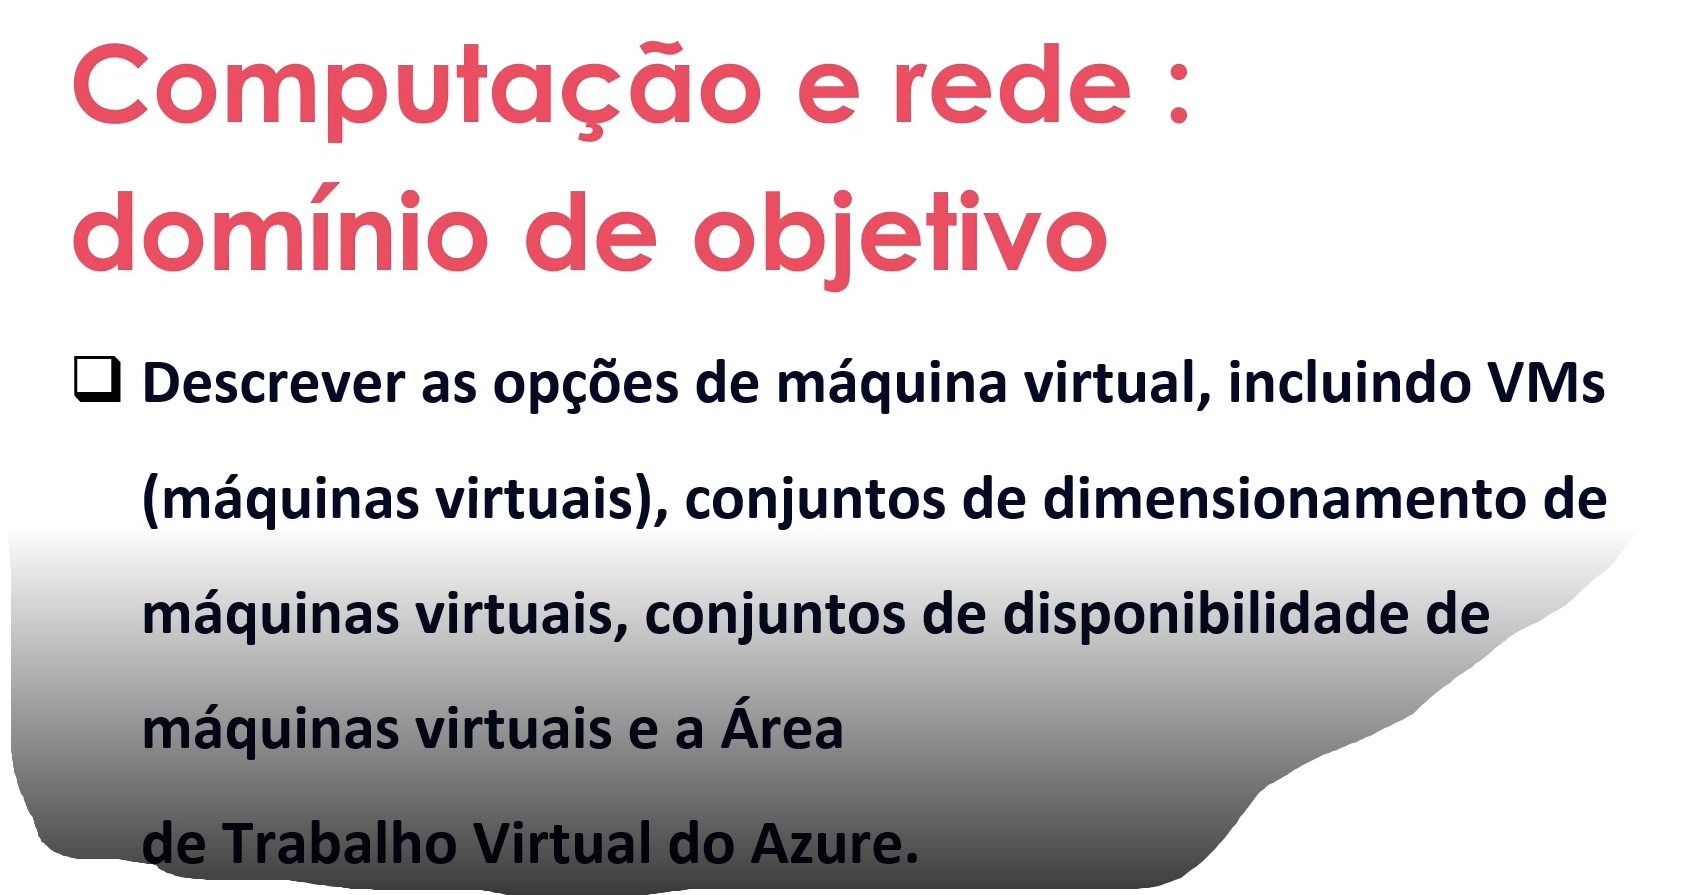 Computação e rede :
domínio de objetivo
❑ Descrever as opções de máquina virtual, incluindo VMs
(máquinas virtuais), conjuntos de dimensionamento de
máquinas virtuais, conjuntos de disponibilidade de
máquinas virtuais e a Área
de Trabalho Virtual do Azure.